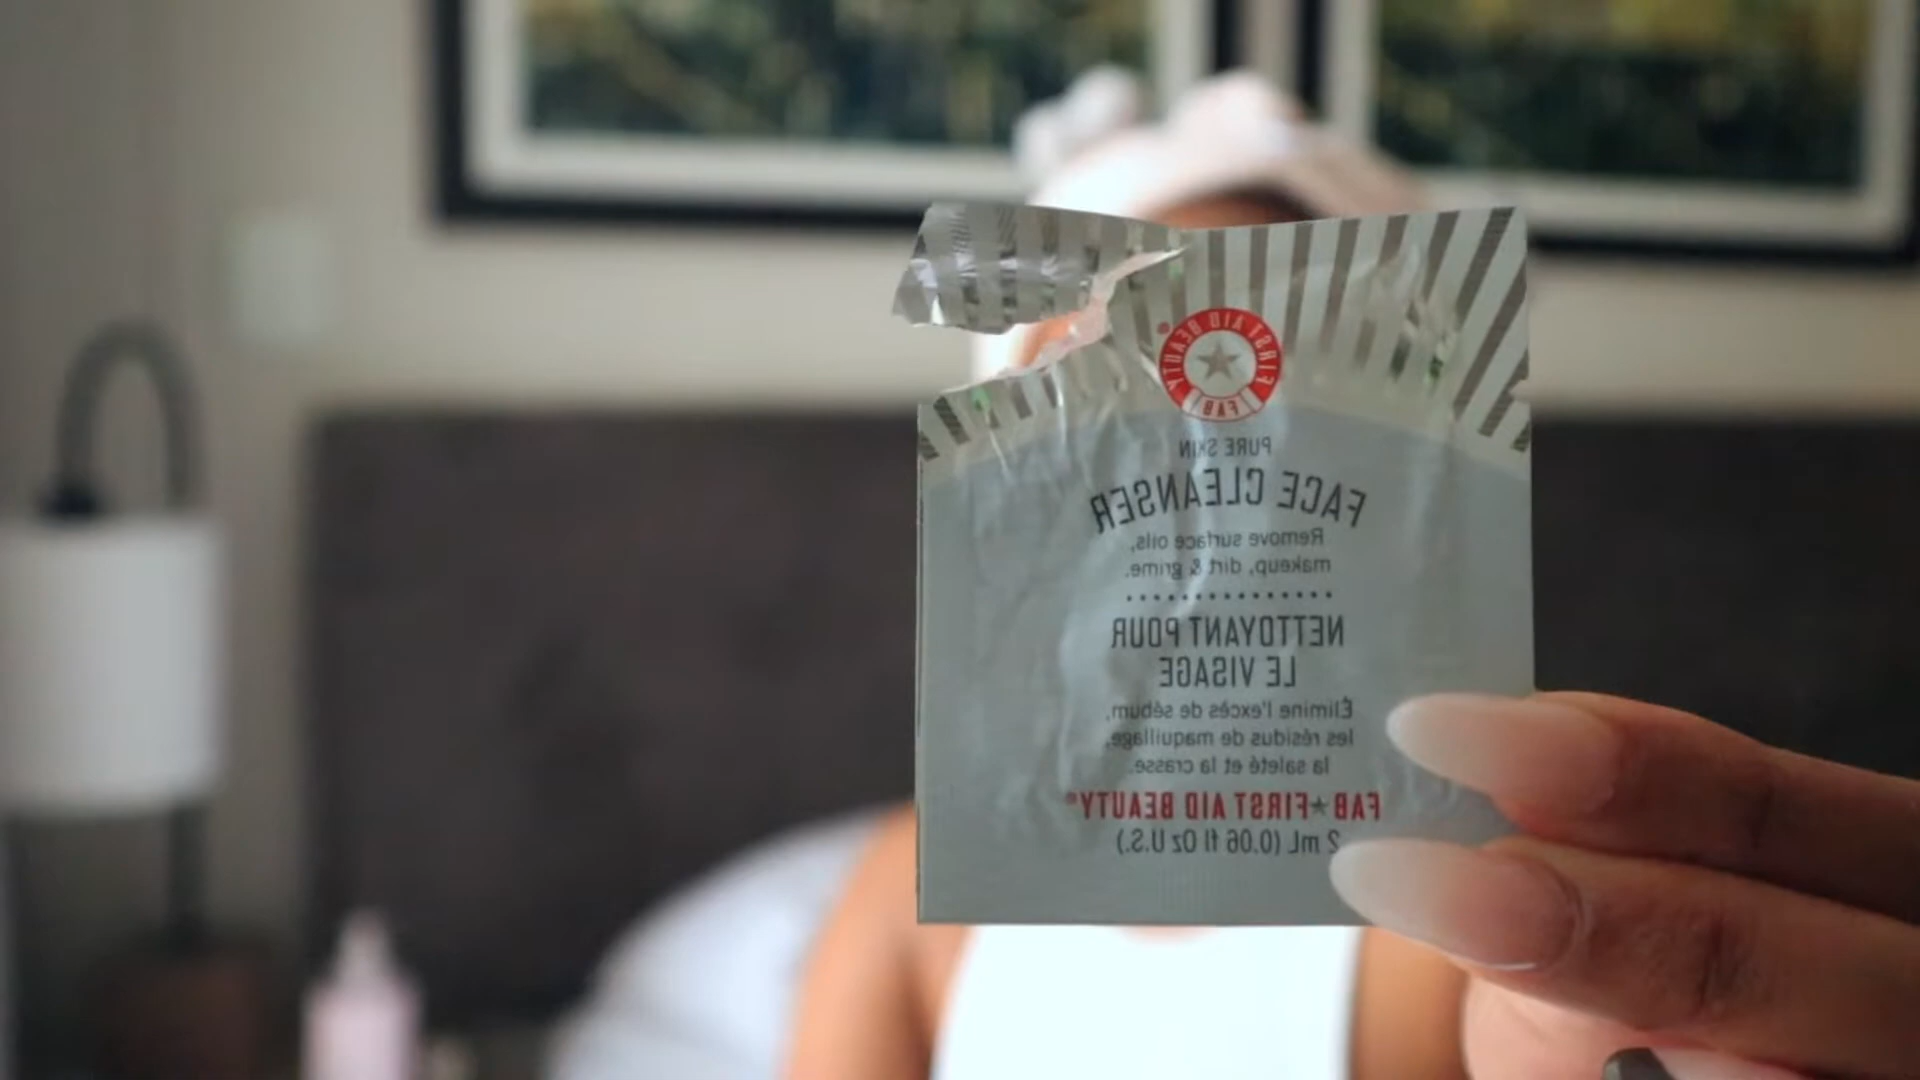 FIRST AID BEAUTY
FAB
PURE SKIN
FACE CLEANSER
Remove surface oils,
makeup, dirt & grime.
NETTOYANT POUR
LE VISAGE
Élimine l'excès de sébum,
les résidus de maquillage,
la saleté et la crasse.
FAB★FIRST AID BEAUTY®
2 mL (0.06 fl Oz U.S.)